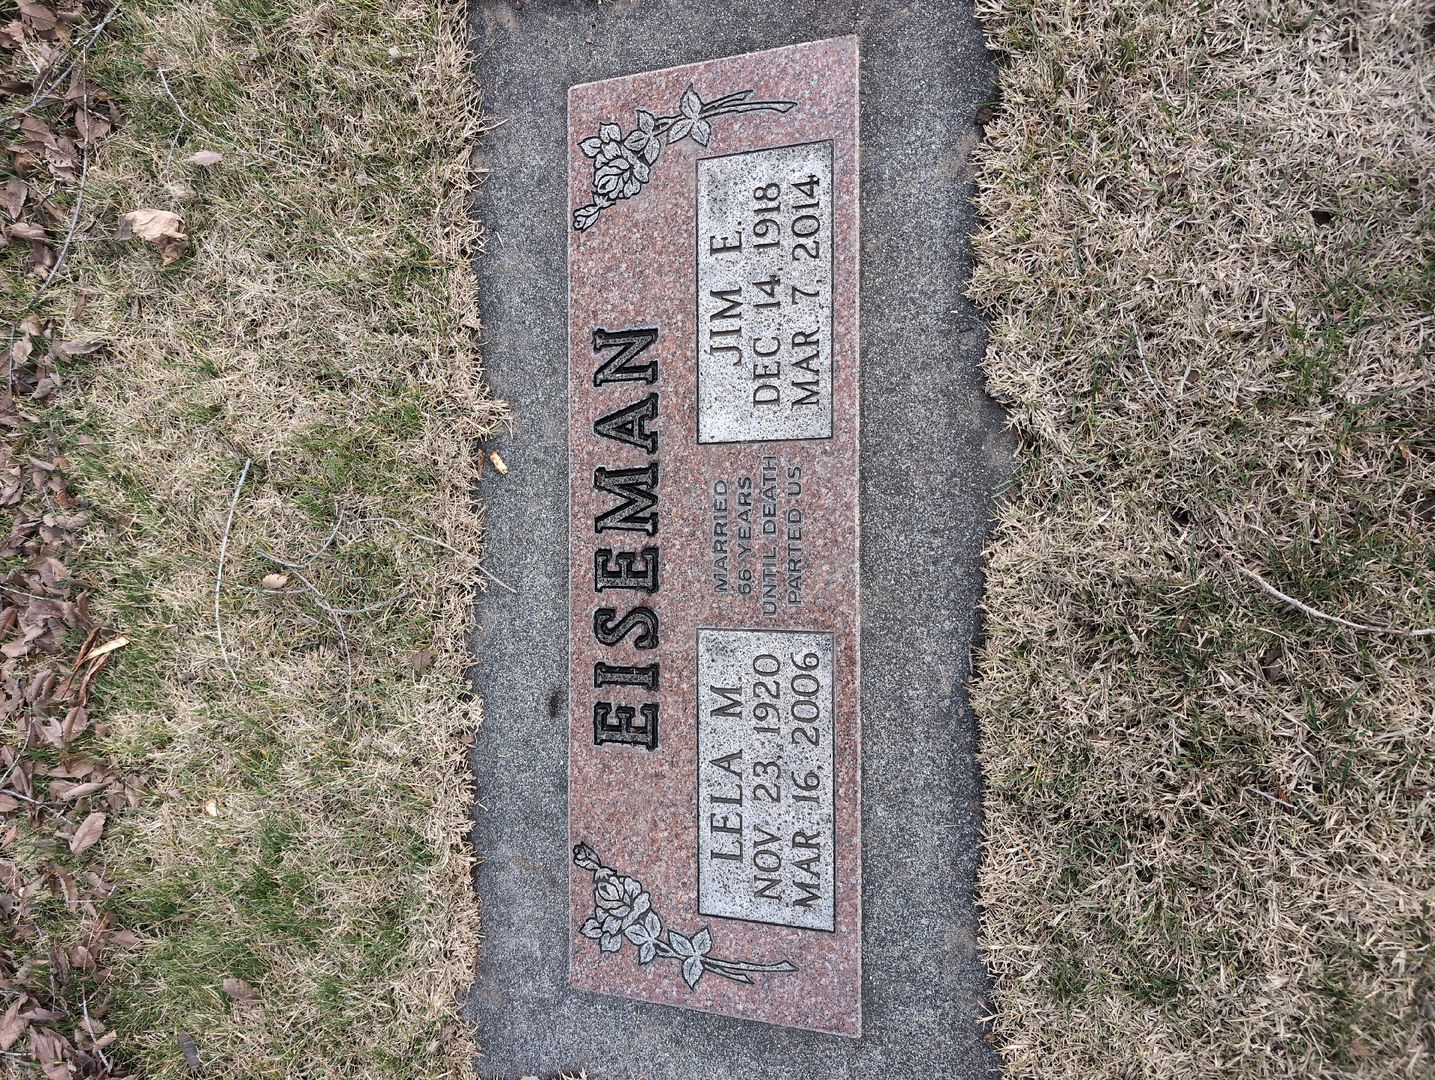 EISEMAN
LELA M.
NOV 23, 1920
MAR 16, 2006
MARRIED
66 YEARS
UNTIL DEATH
PARTED US
JIM E.
DEC 14, 1918
MAR 7, 2014